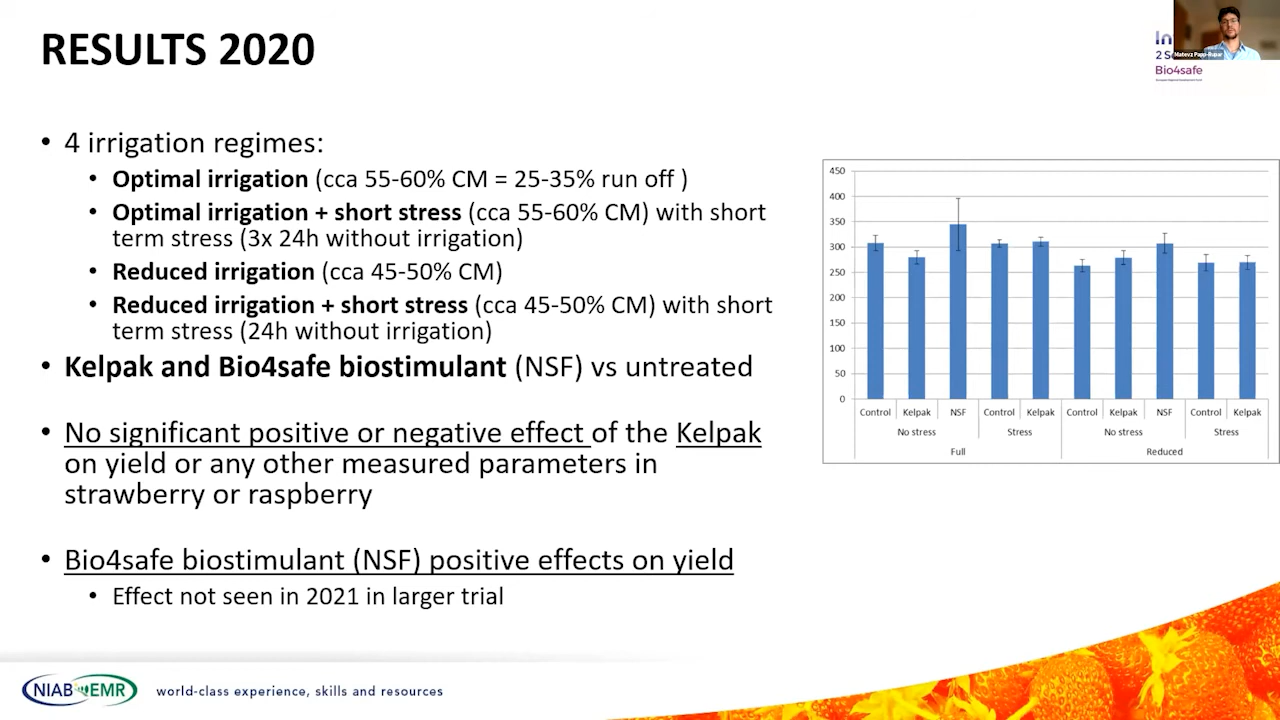 RESULTS 2020
In
2 S
Bio4safe
Matevz Papp-Rupar
• 4 irrigation regimes:
• Optimal irrigation (cca 55-60% CM = 25-35% run off )
• Optimal irrigation + short stress (cca 55-60% CM) with short
term stress (3x 24h without irrigation)
• Reduced irrigation (cca 45-50% CM)
• Reduced irrigation + short stress (cca 45-50% CM) with short
term stress (24h without irrigation)
• Kelpak and Bio4safe biostimulant (NSF) vs untreated
• No significant positive or negative effect of the Kelpak
on yield or any other measured parameters in
strawberry or raspberry
• Bio4safe biostimulant (NSF) positive effects on yield
• Effect not seen in 2021 in larger trial
450
400
350
300
250
200
150
100
50
0
Control Kelpak NSF Control Kelpak Control Kelpak NSF Control Kelpak
No stress Stress No stress Stress
Full Reduced
NIAB EMR
world-class experience, skills and resources